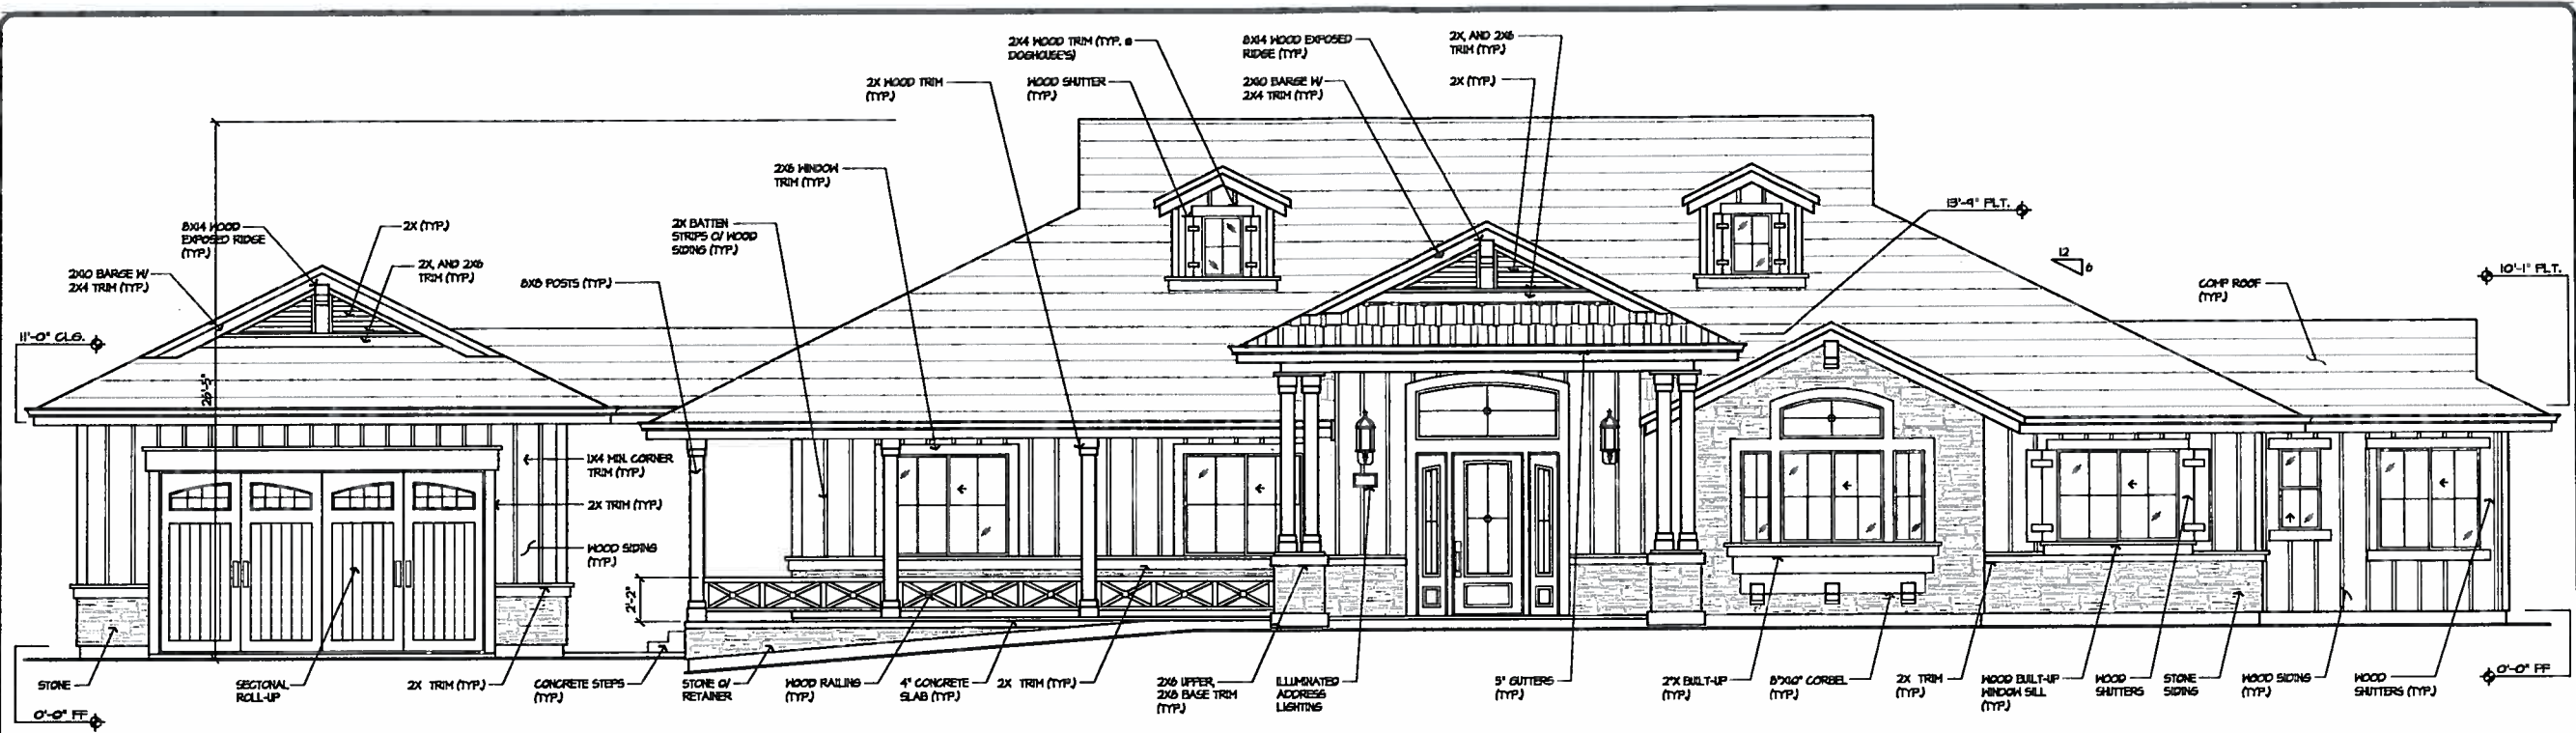 2X4 WOOD TRIM (TYP. @
DOGHOUSE'S)
8X14 WOOD EXPOSED
RIDGE (TYP.)
2X, AND 2X6
TRIM (TYP.)
2X WOOD TRIM
(TYP.)
WOOD SHUTTER
(TYP.)
2X10 BARGE W/
2X4 TRIM (TYP.)
2X (TYP.)
2X6 WINDOW
TRIM (TYP.)
13'-9" PLT.
8X14 WOOD
EXPOSED RIDGE
(TYP.)
2X (TYP.)
2X BATTEN
STRIPS O/ WOOD
SIDING (TYP.)
12
6
2X10 BARGE W/
2X4 TRIM (TYP.)
2X, AND 2X6
TRIM (TYP.)
8X8 POSTS (TYP.)
10'-1" PLT.
COMP ROOF
(TYP.)
11'-0" CLG.
26'-5"
1X4 MIN. CORNER
TRIM (TYP.)
2X TRIM (TYP.)
WOOD SIDING
(TYP.)
2'-2"
STONE
SECTIONAL
ROLL-UP
2X TRIM (TYP.)
CONCRETE STEPS
(TYP.)
STONE O/
RETAINER
WOOD RAILING
(TYP.)
4" CONCRETE
SLAB (TYP.)
2X TRIM (TYP.)
2X6 UPPER,
2X8 BASE TRIM
(TYP.)
ILLUMINATED
ADDRESS
LIGHTING
5" GUTTERS
(TYP.)
2"X BUILT-UP
(TYP.)
8"X10" CORBEL
(TYP.)
2X TRIM
(TYP.)
WOOD BUILT-UP
WINDOW SILL
(TYP.)
WOOD
SHUTTERS
STONE
SIDING
WOOD SIDING
(TYP.)
WOOD
SHUTTERS (TYP.)
0'-0" FF
0'-0" FF